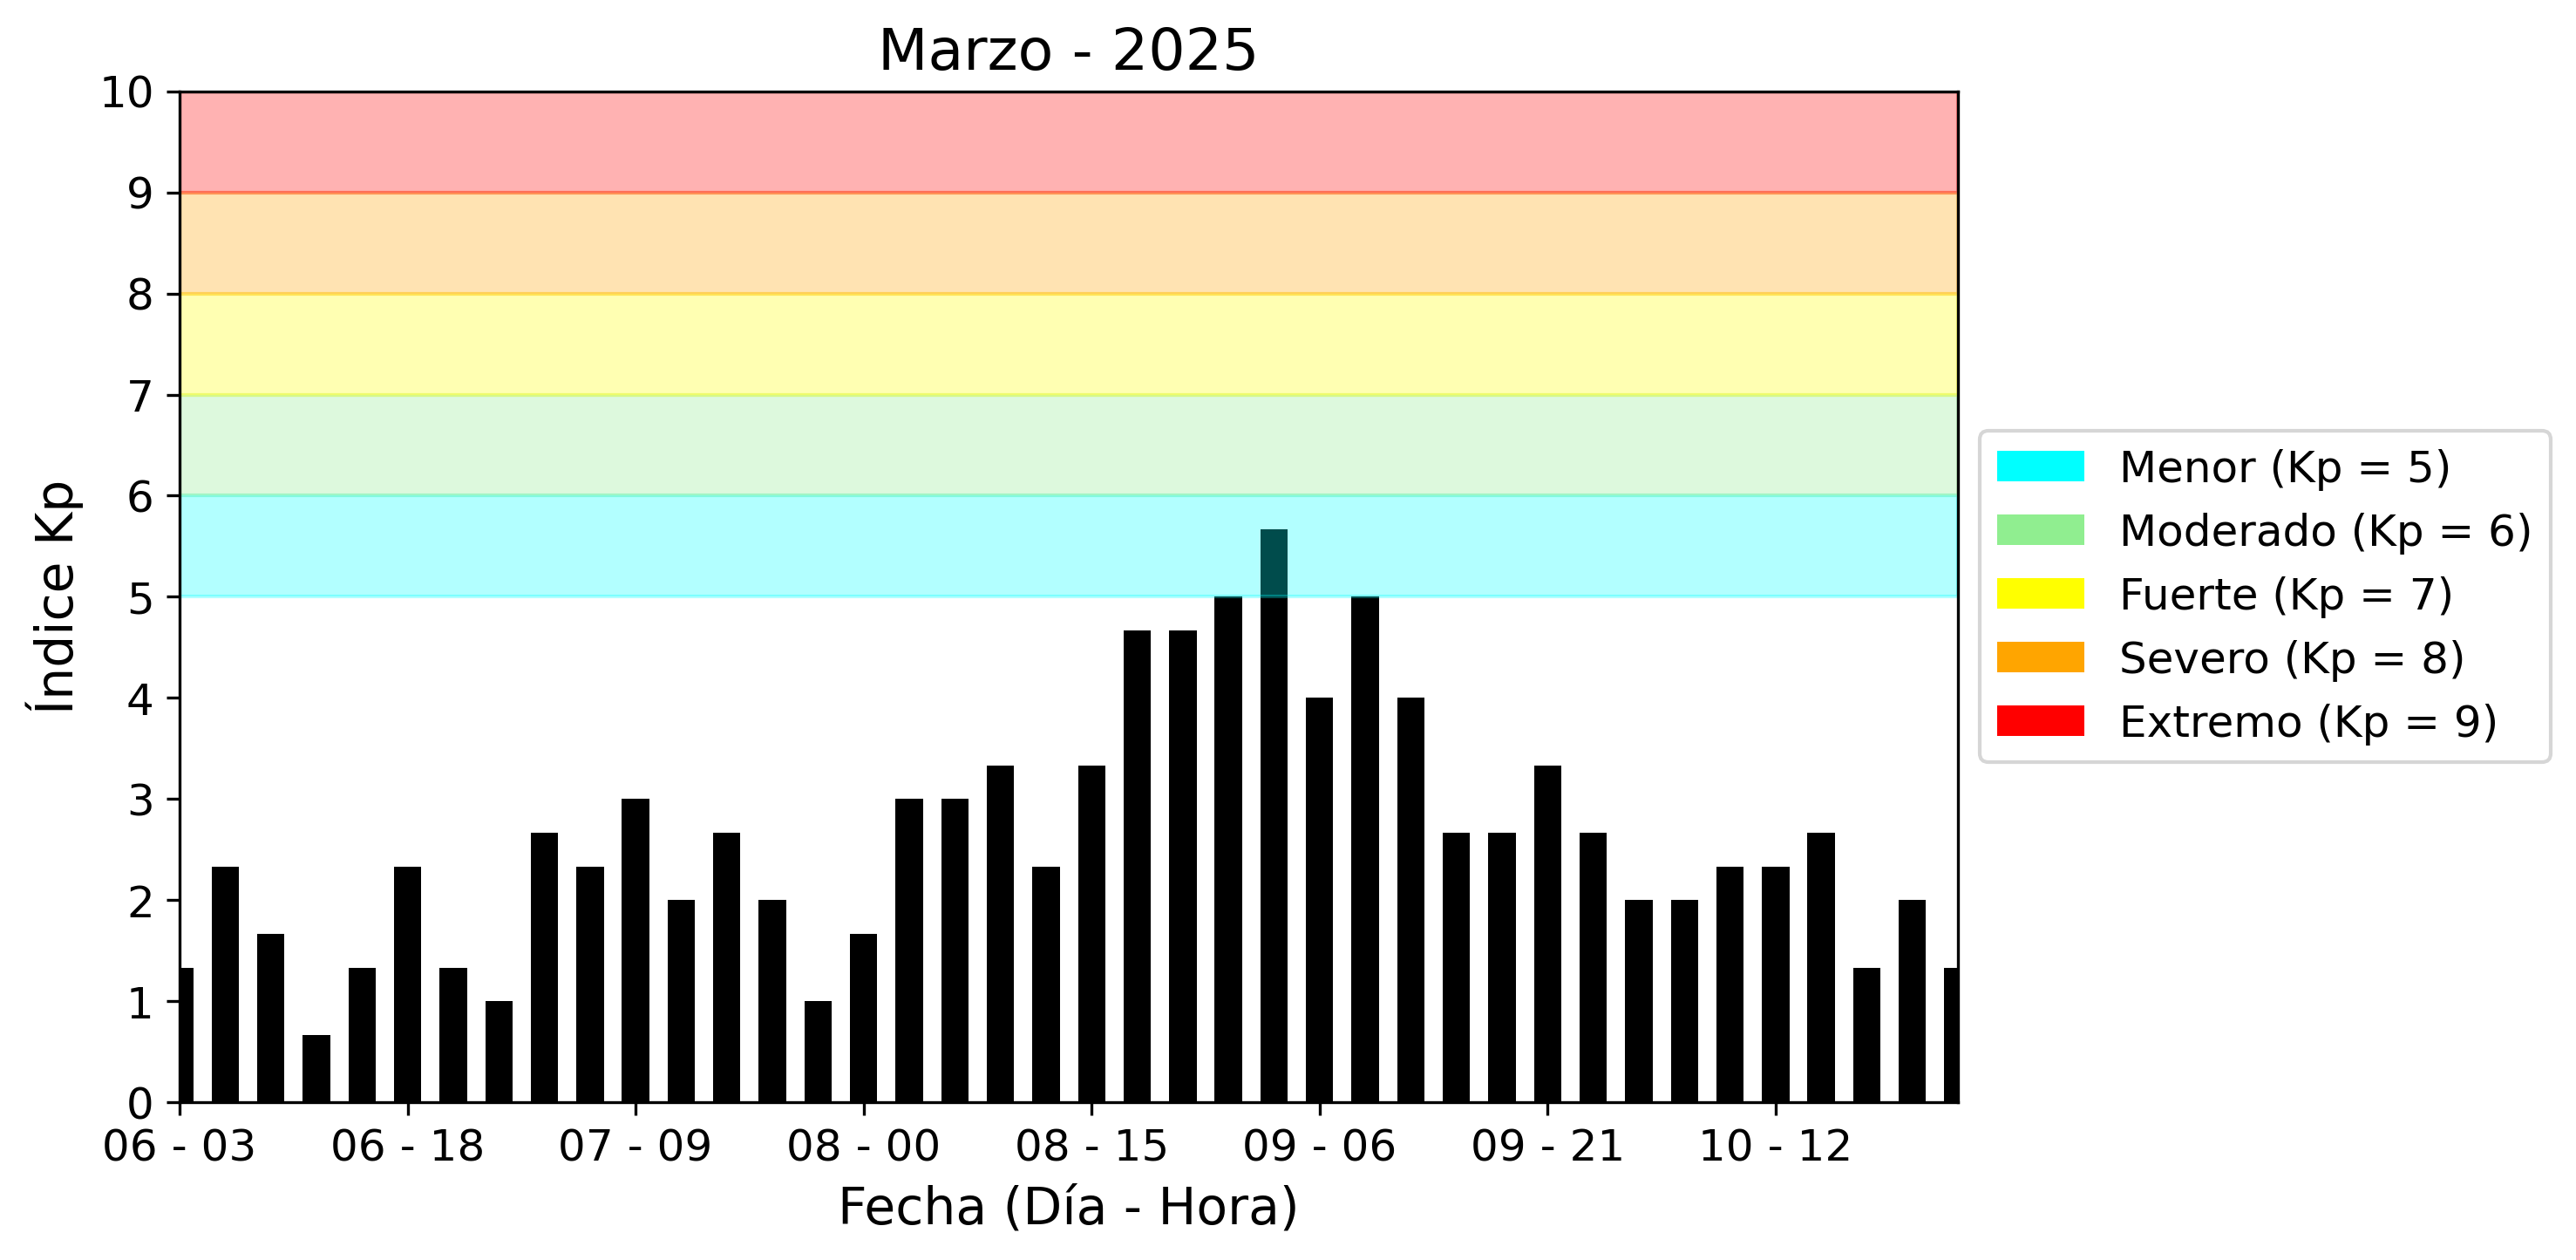 Marzo - 2025
10
9
8
7
6
5
4
3
2
1
0
Índice Kp
06 - 03
06 - 18
07 - 09
08 - 00
08 - 15
09 - 06
09 - 21
10 - 12
Fecha (Día - Hora)
Menor (Kp = 5)
Moderado (Kp = 6)
Fuerte (Kp = 7)
Severo (Kp = 8)
Extremo (Kp = 9)